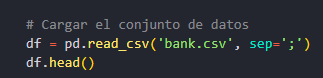 # Cargar el conjunto de datos
df = pd.read_csv('bank.csv', sep=';')
df.head()